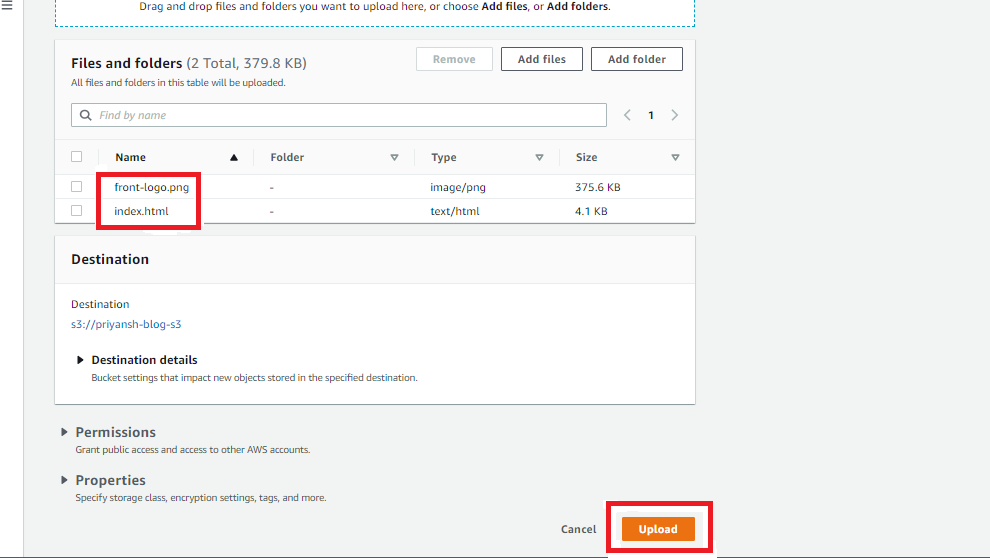 Drag and drop files and folders you want to upload here, or choose Add files, or Add folders.
Files and folders (2 Total, 379.8 KB)
All files and folders in this table will be uploaded.
Remove
Add files
Add folder
Find by name
1
Name Folder Type Size
front-logo.png - image/png 375.6 KB
index.html - text/html 4.1 KB
Destination
Destination
s3://priyansh-blog-s3
Destination details
Bucket settings that impact new objects stored in the specified destination.
Permissions
Grant public access and access to other AWS accounts.
Properties
Specify storage class, encryption settings, tags, and more.
Cancel
Upload